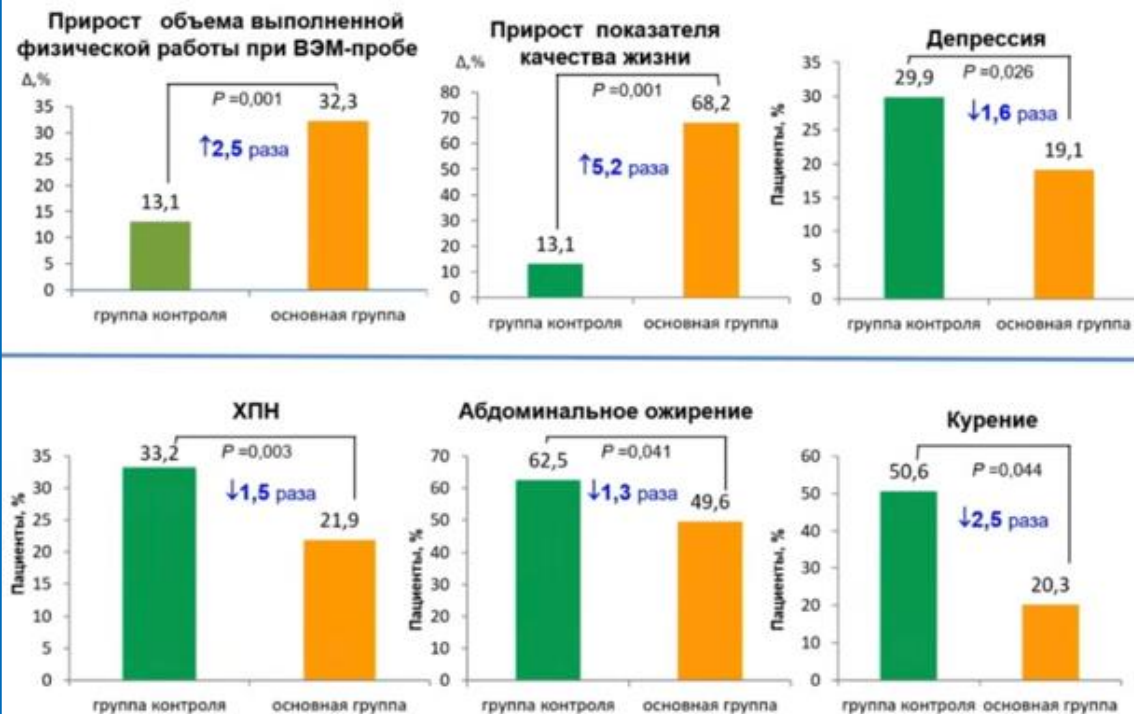 Прирост объема выполненной
физической работы при ВЭМ-пробе
Δ,%
35
30
25
20
15
10
5
0
P =0,001
↑2,5 раза
13,1
32,3
группа контроля
основная группа
Прирост показателя
качества жизни
Δ,%
80
70
60
50
40
30
20
10
0
P =0,001
↑5,2 раза
13,1
68,2
группа контроля
основная группа
Депрессия
Пациенты, %
35
30
25
20
15
10
5
0
29,9
P =0,026
↓1,6 раза
19,1
группа контроля
основная группа
ХПН
Пациенты, %
35
30
25
20
15
10
5
0
33,2
P =0,003
↓1,5 раза
21,9
группа контроля
основная группа
Абдоминальное ожирение
Пациенты, %
70
60
50
40
30
20
10
0
62,5
P =0,041
↓1,3 раза
49,6
группа контроля
основная группа
Курение
Пациенты, %
60
50
40
30
20
10
0
50,6
P =0,044
↓2,5 раза
20,3
группа контроля
основная группа